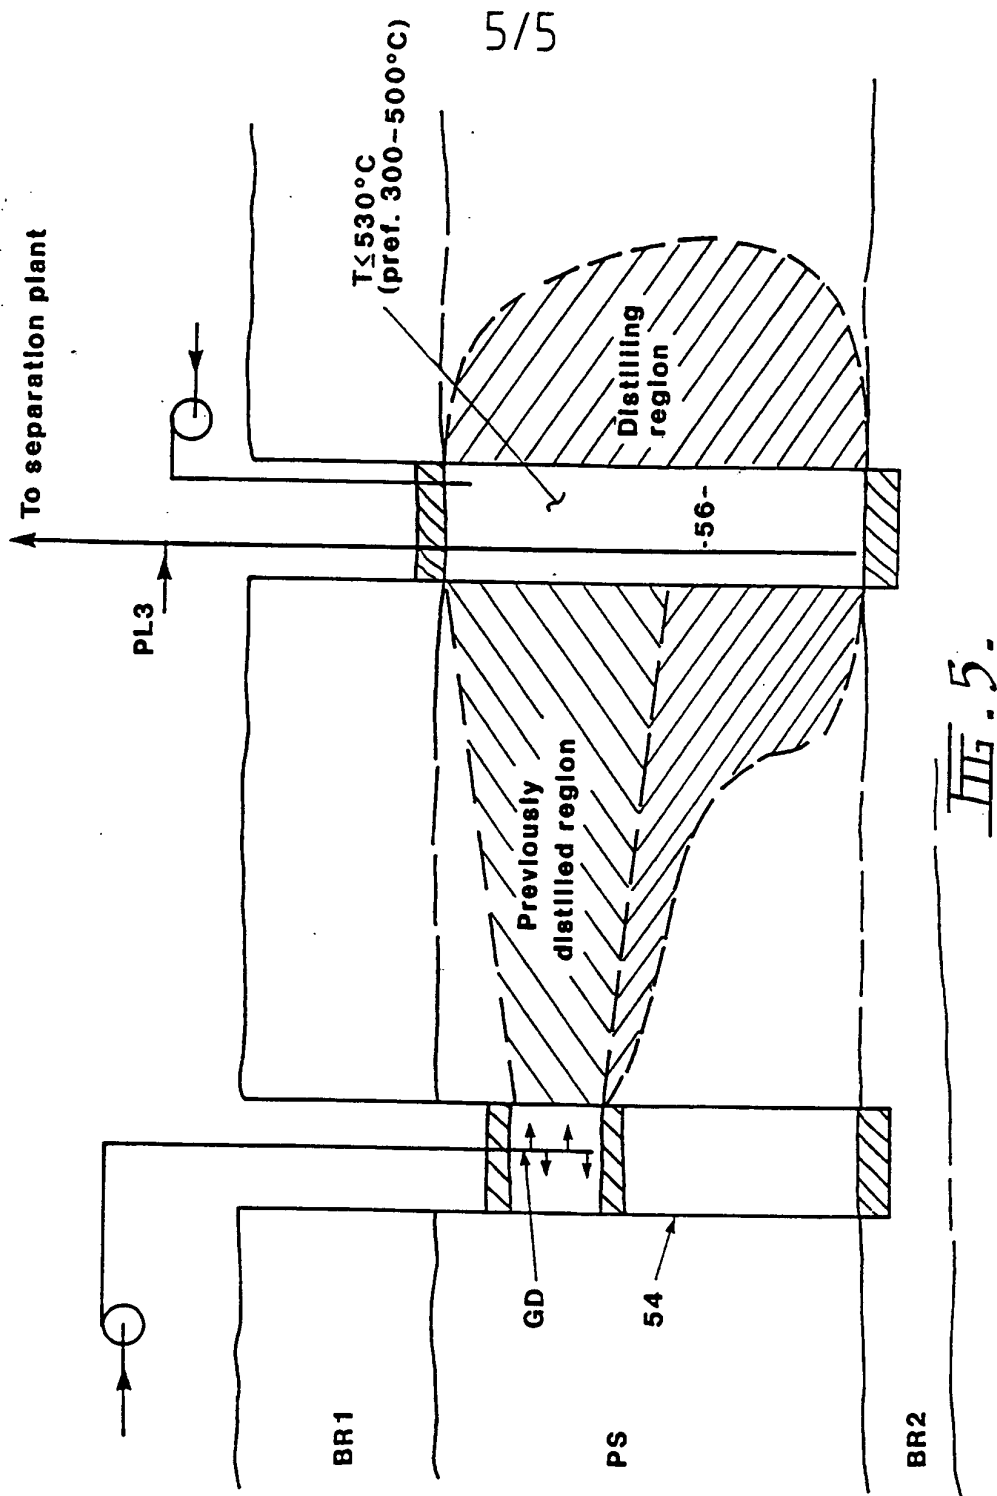 5/5
To separation plant
T≤530°C
(pref. 300-500°C)
PL3
Distilling
region
-56-
Previously
distilled region
GD
54
BR1
PS
BR2
FIG. 5.